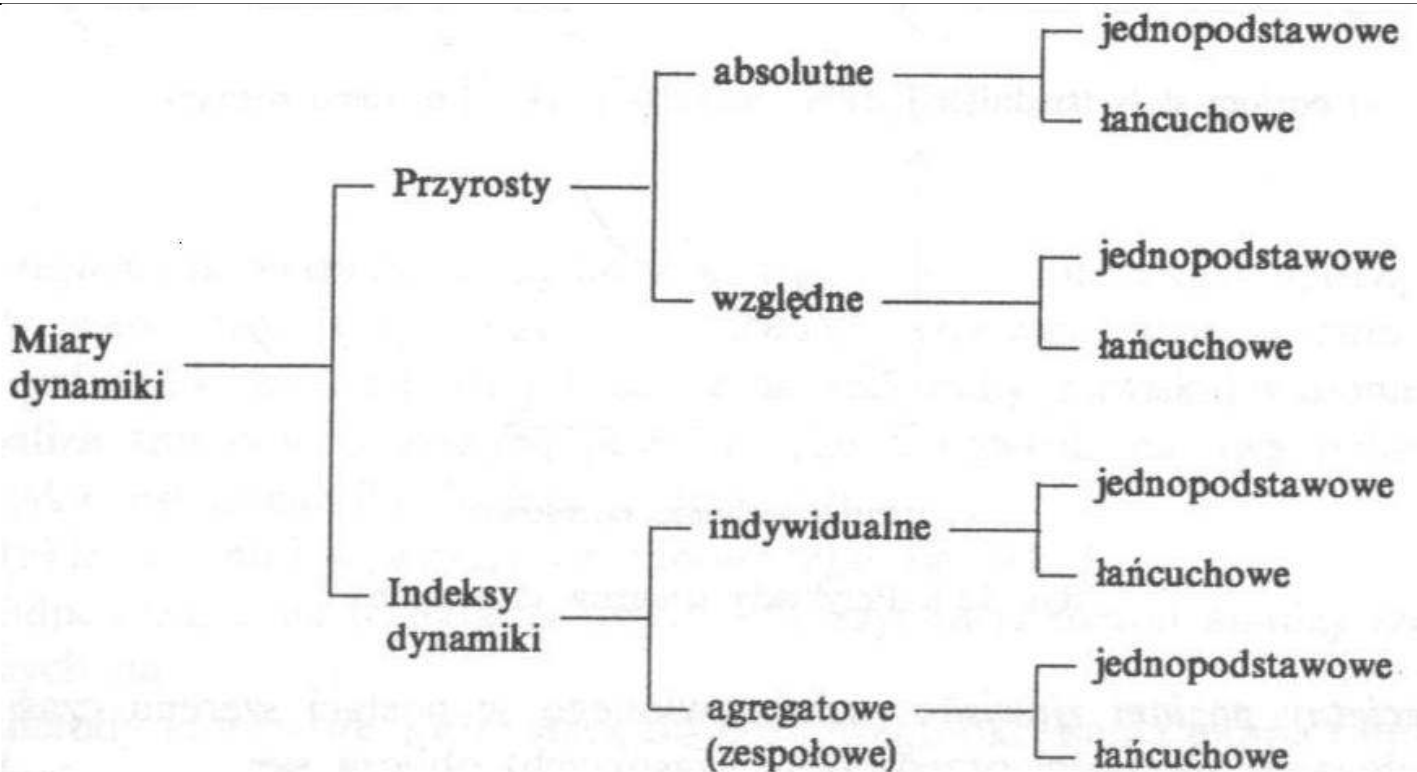 Miary
dynamiki
Przyrosty
absolutne
jednopodstawowe
łańcuchowe
względne
jednopodstawowe
łańcuchowe
Indeksy
dynamiki
indywidualne
jednopodstawowe
łańcuchowe
agregatowe
(zespołowe)
jednopodstawowe
łańcuchowe